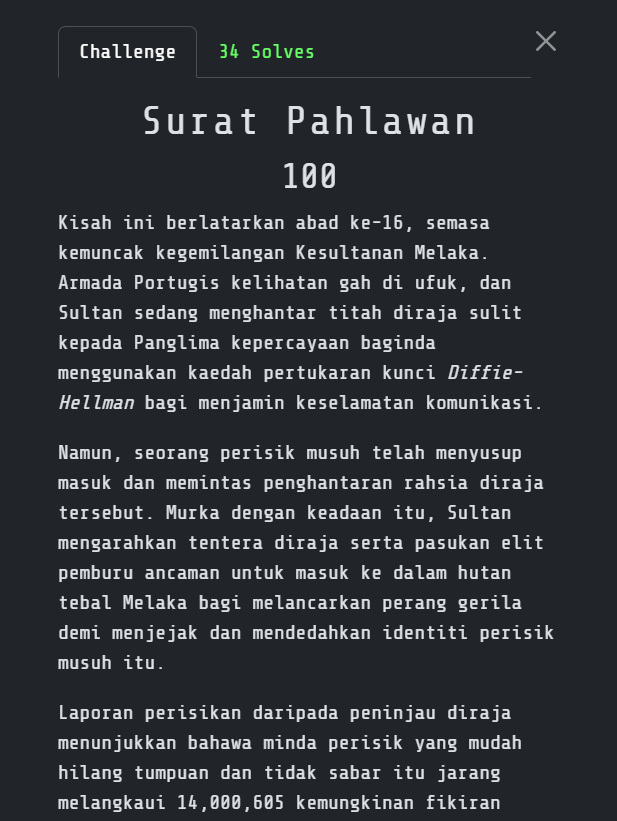 Challenge
34 Solves
Surat Pahlawan
100
Kisah ini berlatarkan abad ke-16, semasa
kemuncak kegemilangan Kesultanan Melaka.
Armada Portugis kelihatan gah di ufuk, dan
Sultan sedang menghantar titah diraja sulit
kepada Panglima kepercayaan baginda
menggunakan kaedah pertukaran kunci Diffie-
Hellman bagi menjamin keselamatan komunikasi.
Namun, seorang perisik musuh telah menyusup
masuk dan memintas penghantaran rahsia diraja
tersebut. Murka dengan keadaan itu, Sultan
mengarahkan tentera diraja serta pasukan elit
pemburu ancaman untuk masuk ke dalam hutan
tebal Melaka bagi melancarkan perang gerila
demi menjejak dan mendedahkan identiti perisik
musuh itu.
Laporan perisikan daripada peninjau diraja
menunjukkan bahawa minda perisik yang mudah
hilang tumpuan dan tidak sabar itu jarang
melangkaui 14,000,605 kemungkinan fikiran